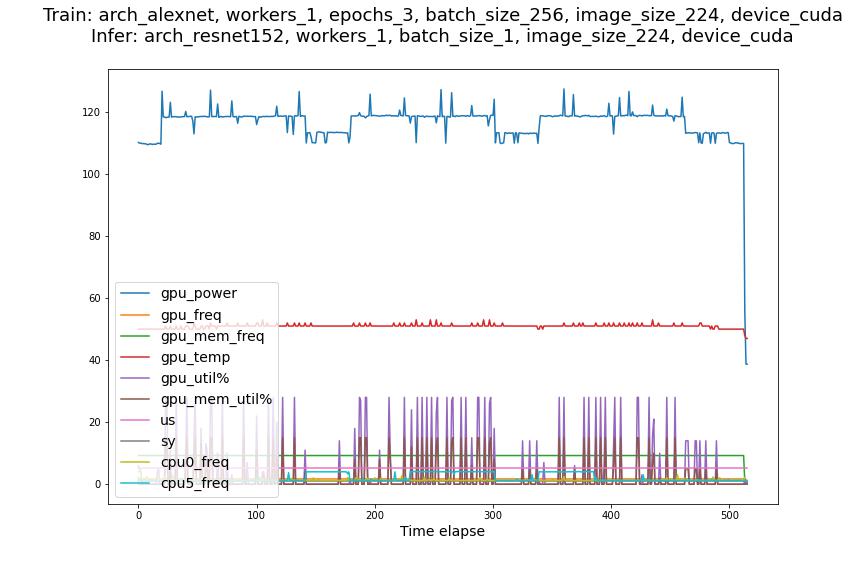 Train: arch_alexnet, workers_1, epochs_3, batch_size_256, image_size_224, device_cuda
Infer: arch_resnet152, workers_1, batch_size_1, image_size_224, device_cuda
120
100
80
60
40
20
0
gpu_power
gpu_freq
gpu_mem_freq
gpu_temp
gpu_util%
gpu_mem_util%
us
sy
cpu0_freq
cpu5_freq
0 100 200 300 400 500
Time elapse